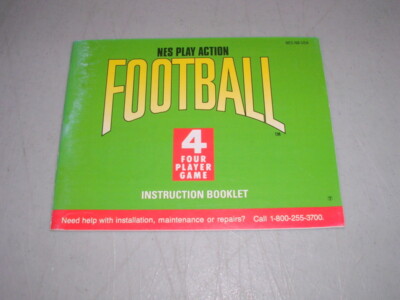 NES PLAY ACTION
FOOTBALL
TM
4
FOUR
PLAYER
GAME
INSTRUCTION BOOKLET
Need help with installation, maintenance or repairs? Call 1-800-255-3700.